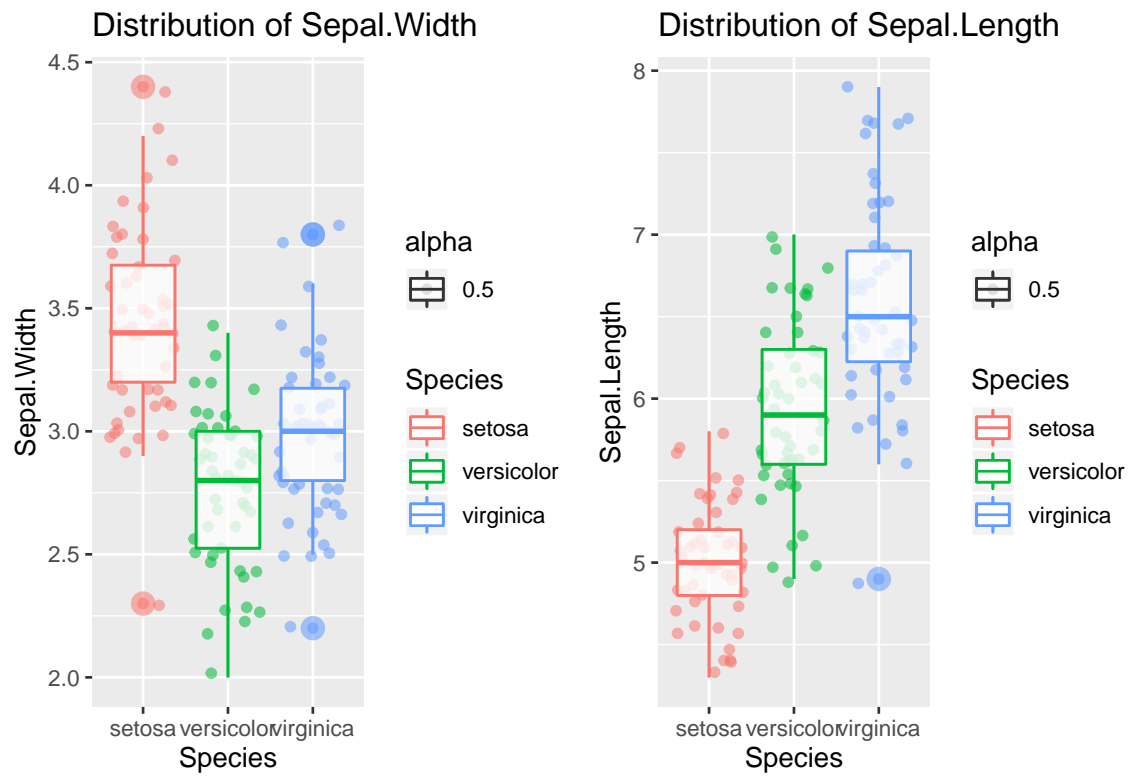 Distribution of Sepal.Width
4.5
4.0
3.5
3.0
2.5
2.0
Sepal.Width
setosa versicolor virginica
Species
alpha
0.5
Species
setosa
versicolor
virginica
Distribution of Sepal.Length
8
7
6
5
Sepal.Length
setosa versicolor virginica
Species
alpha
0.5
Species
setosa
versicolor
virginica